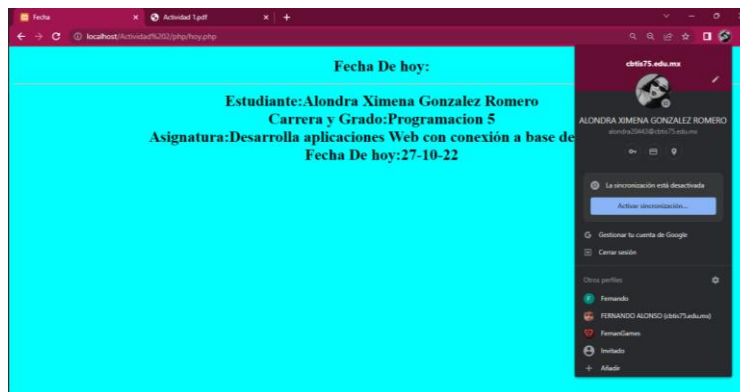 Fecha
Actividad 1.pdf
localhost/Actividad%202/php/hoy.php
Fecha De hoy:
Estudiante:Alondra Ximena Gonzalez Romero
Carrera y Grado:Programacion 5
Asignatura:Desarrolla aplicaciones Web con conexión a base de
Fecha De hoy:27-10-22
cbtis75.edu.mx
ALONDRA XIMENA GONZALEZ ROMERO
La sincronización está desactivada
Activar sincronización...
Gestionar tu cuenta de Google
Cerrar sesión
Otros perfiles
F
Fernando
FERNANDO ALONSO (cbtis75.edu.mx)
FernanGames
Invitado
Añadir